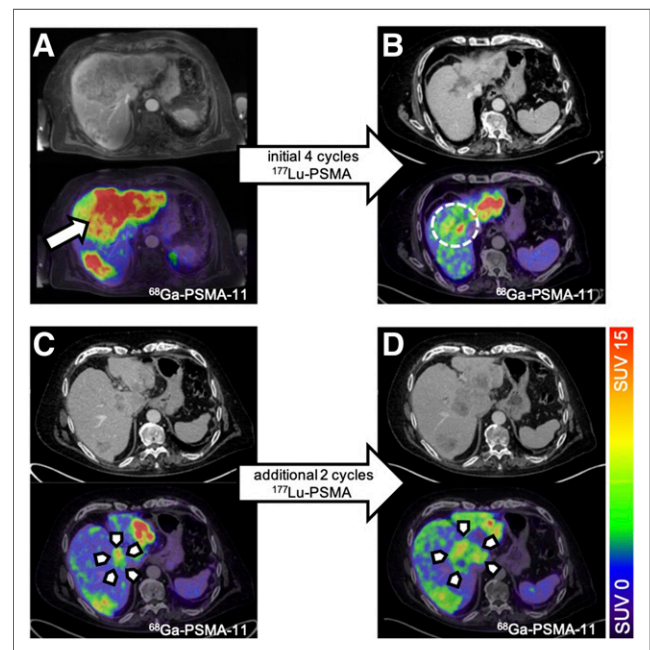 A
B
initial 4 cycles
¹⁷⁷Lu-PSMA
⁶⁸Ga-PSMA-11
⁶⁸Ga-PSMA-11
C
D
SUV 15
additional 2 cycles
¹⁷⁷Lu-PSMA
⁶⁸Ga-PSMA-11
⁶⁸Ga-PSMA-11
SUV 0